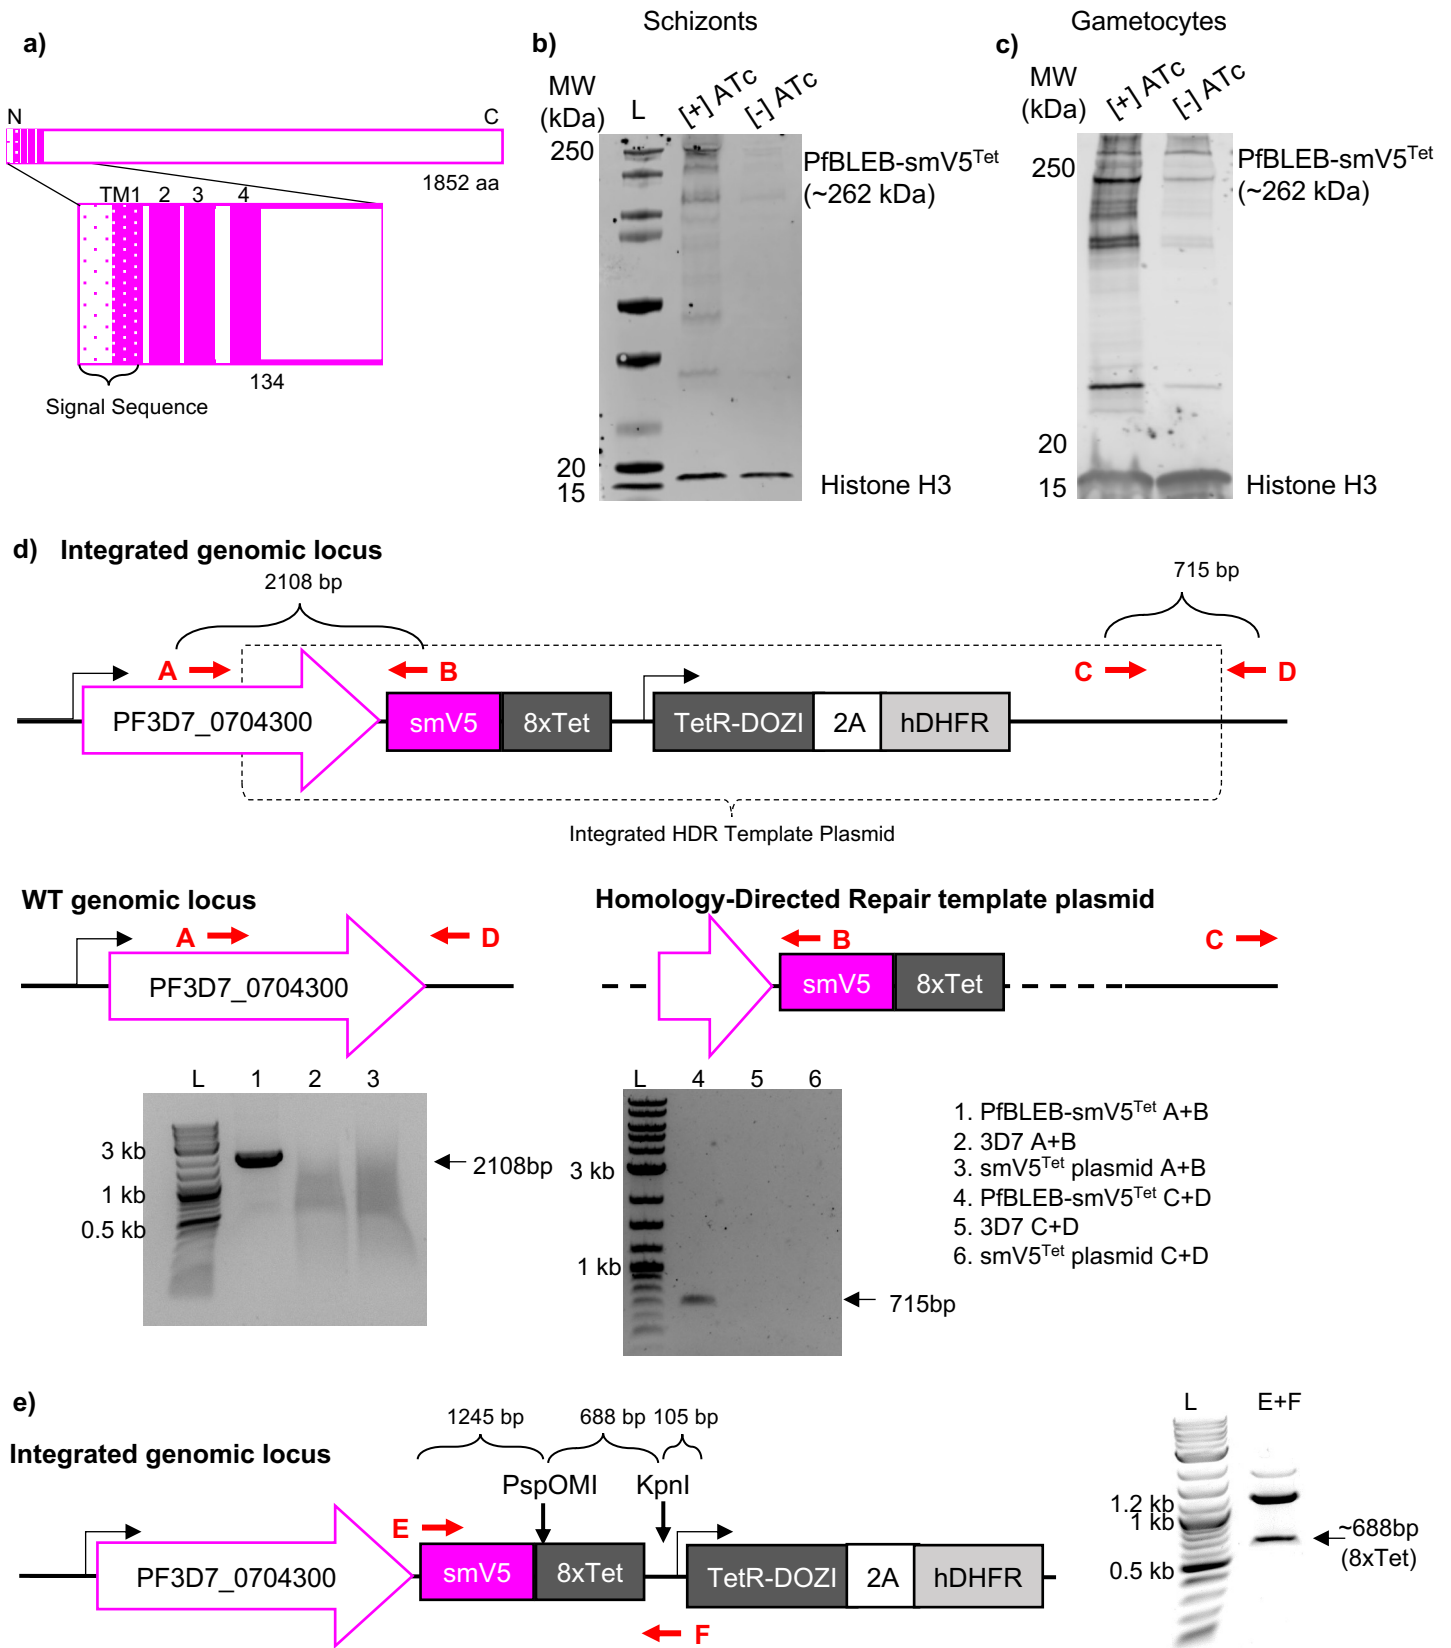 a)
N
C
1852 aa
TM1 2 3 4
134
Signal Sequence
b)
Schizonts
MW
(kDa)
L
[+] ATc
[-] ATc
250
PfBLEB-smV5Tet
(~262 kDa)
20
15
Histone H3
c)
Gametocytes
MW
(kDa)
[+] ATc
[-] ATc
250
PfBLEB-smV5Tet
(~262 kDa)
20
15
Histone H3
d) Integrated genomic locus
2108 bp
715 bp
A
B
C
D
PF3D7_0704300
smV5
8xTet
TetR-DOZI
2A
hDHFR
Integrated HDR Template Plasmid
WT genomic locus
A
D
PF3D7_0704300
Homology-Directed Repair template plasmid
B
C
smV5
8xTet
L 1 2 3
3 kb
1 kb
0.5 kb
2108bp
L 4 5 6
3 kb
1 kb
715bp
1. PfBLEB-smV5Tet A+B
2. 3D7 A+B
3. smV5Tet plasmid A+B
4. PfBLEB-smV5Tet C+D
5. 3D7 C+D
6. smV5Tet plasmid C+D
e)
Integrated genomic locus
1245 bp
688 bp
105 bp
PspOMI
KpnI
E
PF3D7_0704300
smV5
8xTet
TetR-DOZI
2A
hDHFR
F
L
E+F
1.2 kb
1 kb
0.5 kb
~688bp
(8xTet)